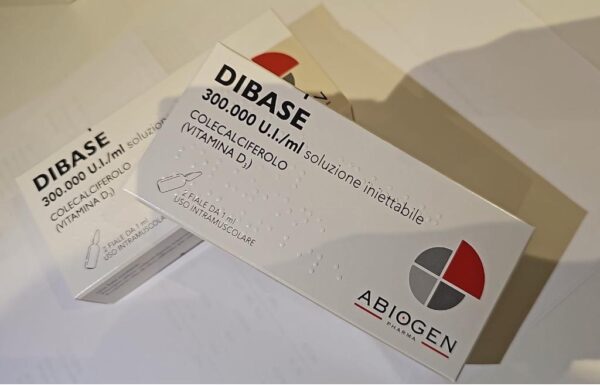 DIBASE
300.000 U.I./ml soluzione iniettabile
COLECALCIFEROLO
(VITAMINA D₃)
2 FIALE DA 1 ml
USO INTRAMUSCOLARE
ABIOGEN
PHARMA
DIBASE
300.000 U.I./ml
COLECALCIFEROLO
(VITAMINA D₃)
2 FIALE DA 1 ml
USO INTRAMUSCOLARE